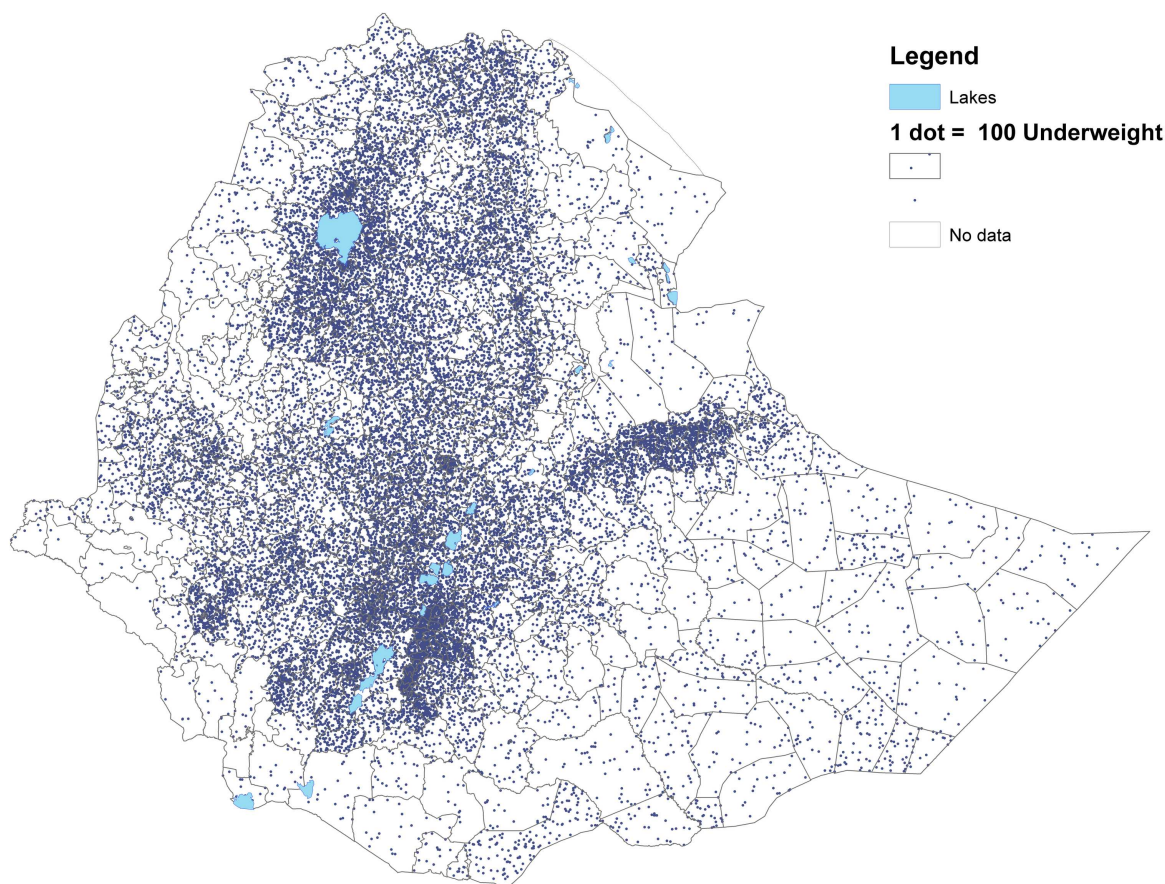 Legend
Lakes
1 dot = 100 Underweight
No data